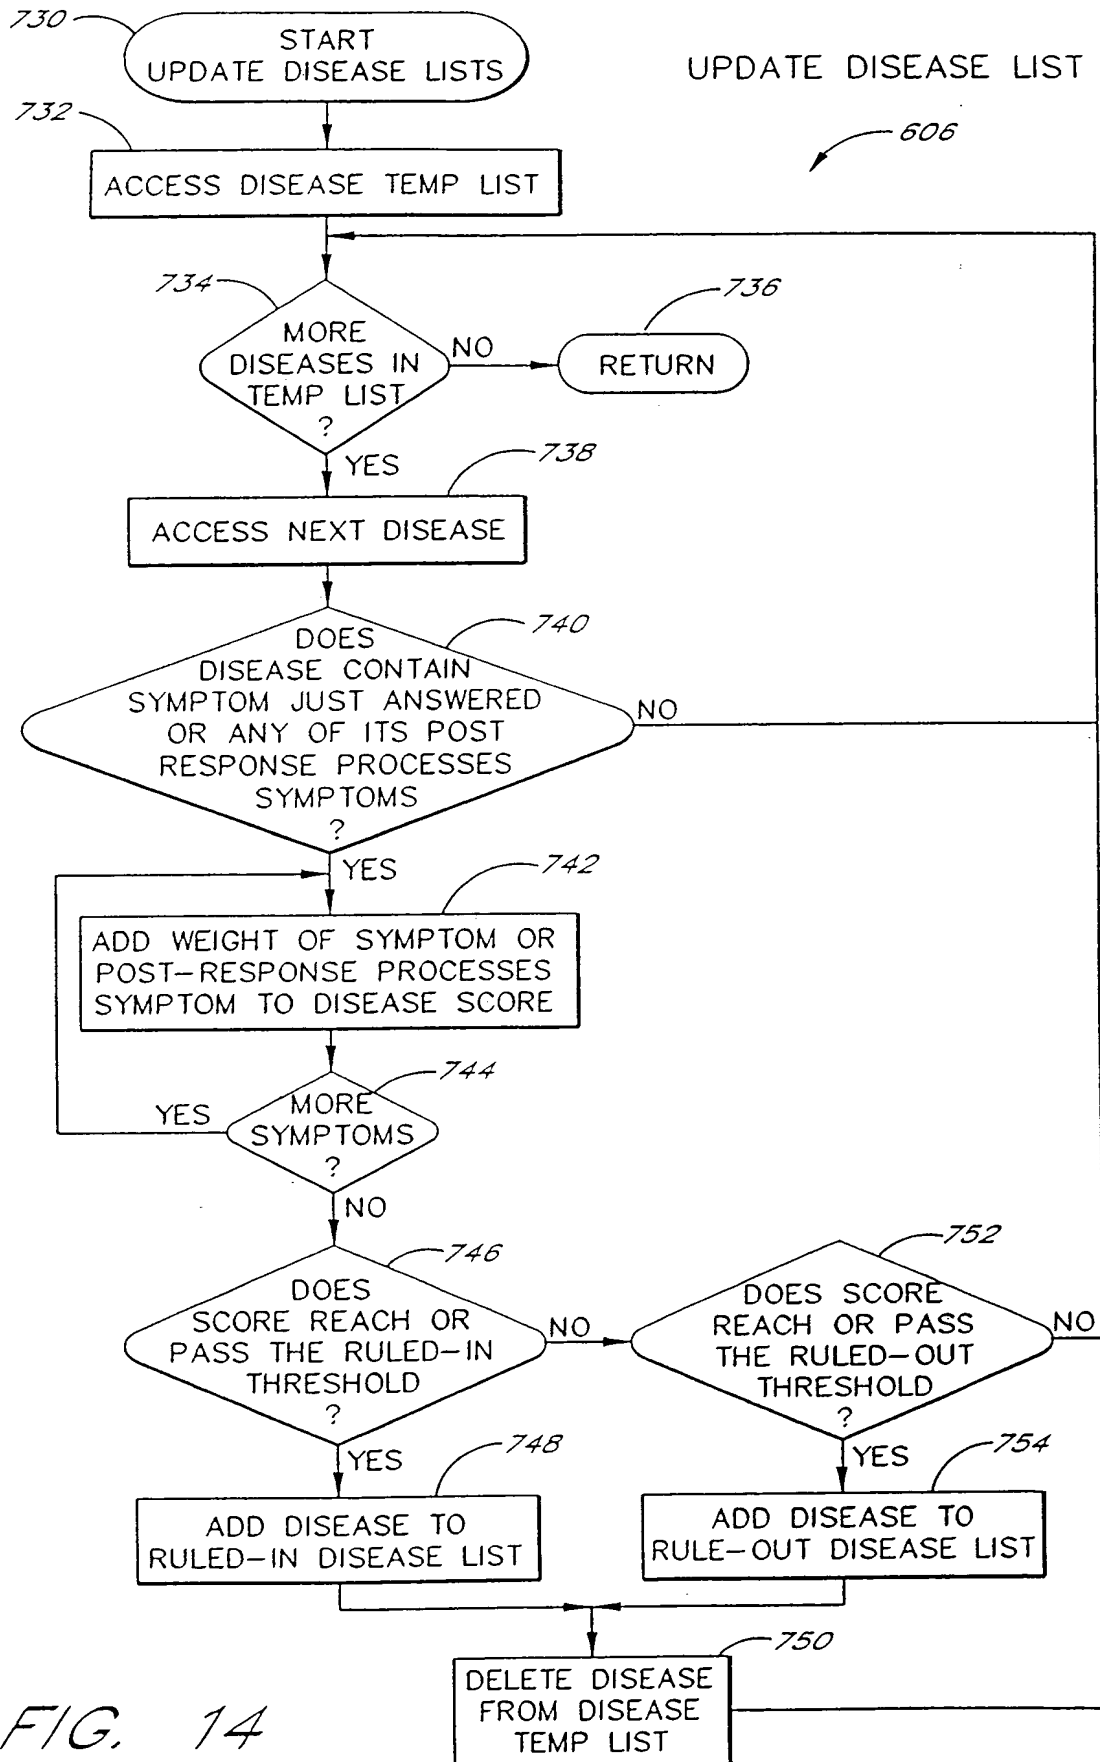 730
START
UPDATE DISEASE LISTS
UPDATE DISEASE LIST
606
732
ACCESS DISEASE TEMP LIST
734
MORE
DISEASES IN
TEMP LIST
?
NO
736
RETURN
YES
738
ACCESS NEXT DISEASE
740
DOES
DISEASE CONTAIN
SYMPTOM JUST ANSWERED
OR ANY OF ITS POST
RESPONSE PROCESSES
SYMPTOMS
?
NO
YES
742
ADD WEIGHT OF SYMPTOM OR
POST-RESPONSE PROCESSES
SYMPTOM TO DISEASE SCORE
744
MORE
SYMPTOMS
?
YES
NO
746
DOES
SCORE REACH OR
PASS THE RULED-IN
THRESHOLD
?
NO
752
DOES SCORE
REACH OR PASS
THE RULED-OUT
THRESHOLD
?
NO
YES
748
ADD DISEASE TO
RULED-IN DISEASE LIST
YES
754
ADD DISEASE TO
RULE-OUT DISEASE LIST
750
DELETE DISEASE
FROM DISEASE
TEMP LIST
FIG. 14